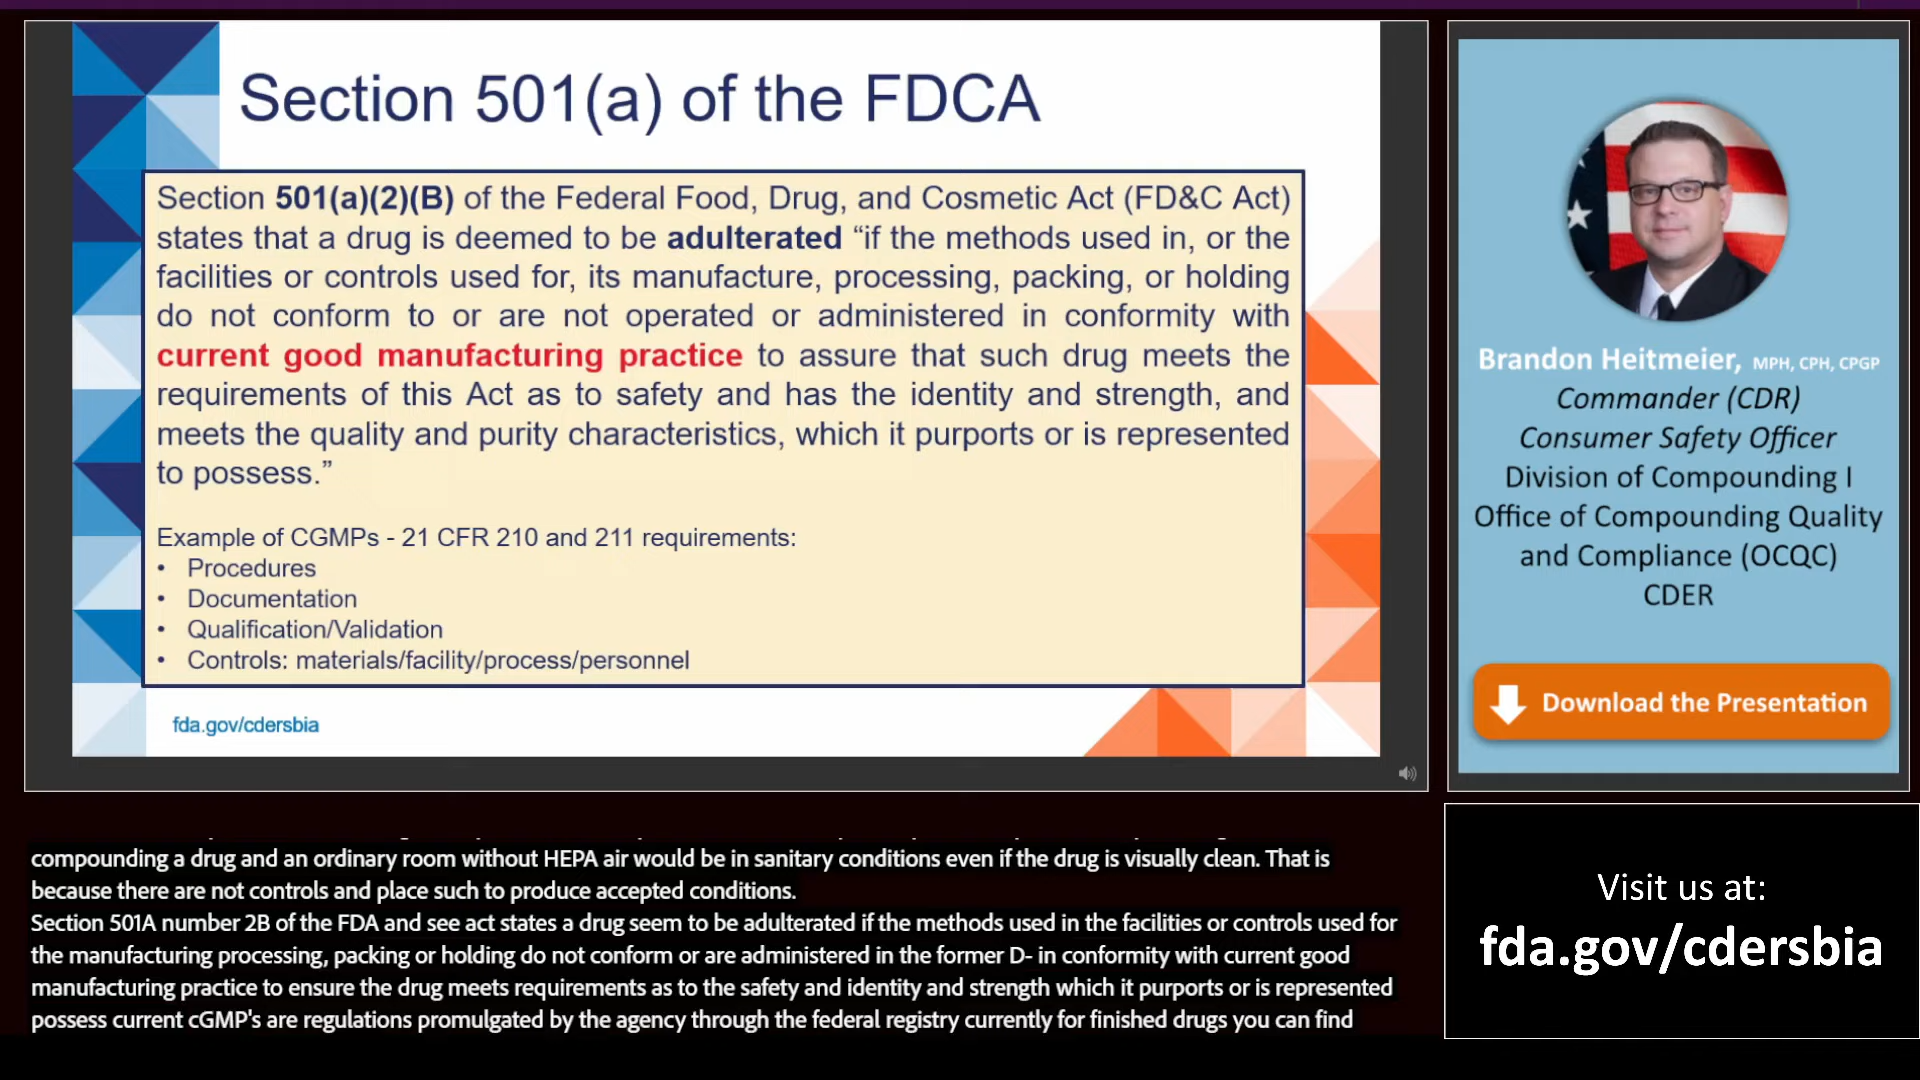 Section 501(a) of the FDCA
Section 501(a)(2)(B) of the Federal Food, Drug, and Cosmetic Act (FD&C Act)
states that a drug is deemed to be adulterated “if the methods used in, or the
facilities or controls used for, its manufacture, processing, packing, or holding
do not conform to or are not operated or administered in conformity with
current good manufacturing practice to assure that such drug meets the
requirements of this Act as to safety and has the identity and strength, and
meets the quality and purity characteristics, which it purports or is represented
to possess.”
Example of CGMPs - 21 CFR 210 and 211 requirements:
• Procedures
• Documentation
• Qualification/Validation
• Controls: materials/facility/process/personnel
fda.gov/cdersbia
Brandon Heitmeier, MPH, CPH, CPGP
Commander (CDR)
Consumer Safety Officer
Division of Compounding I
Office of Compounding Quality
and Compliance (OCQC)
CDER
Download the Presentation
compounding a drug and an ordinary room without HEPA air would be in sanitary conditions even if the drug is visually clean. That is
because there are not controls and place such to produce accepted conditions.
Section 501A number 2B of the FDA and see act states a drug seem to be adulterated if the methods used in the facilities or controls used for
the manufacturing processing, packing or holding do not conform or are administered in the former D- in conformity with current good
manufacturing practice to ensure the drug meets requirements as to the safety and identity and strength which it purports or is represented
possess current cGMP's are regulations promulgated by the agency through the federal registry currently for finished drugs you can find
Visit us at:
fda.gov/cdersbia